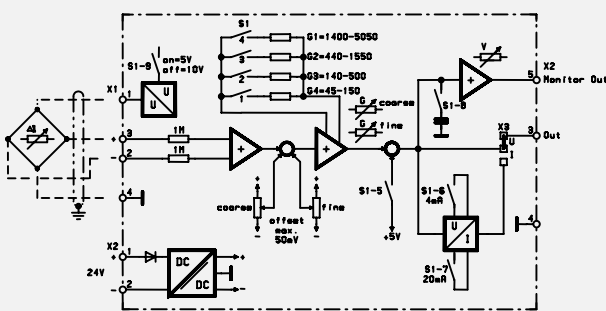 S1
4
G1=1400-5050
3
G2=440-1550
2
G3=140-500
1
G4=45-150
S1-9
on=5V
off=10V
X1
1
U
U
V
X2
5
Monitor Out
G
coarse
G
fine
S1-8
+
3
1M
-
2
1M
+
+
+
X3
U
I
3
Out
4
S1-5
+5V
S1-6
4mA
U
I
S1-7
20mA
4
+
+
coarse
fine
-
-
offset
max.
50mV
X2
24V
+
1
-
2
DC
DC
+
-